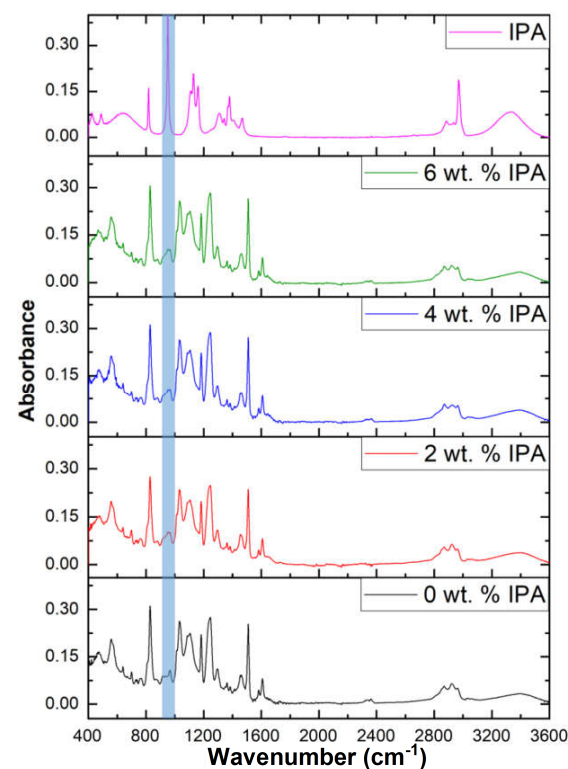 IPA
0.30
0.15
0.00
6 wt. % IPA
0.30
0.15
0.00
4 wt. % IPA
0.30
0.15
0.00
2 wt. % IPA
0.30
0.15
0.00
0 wt. % IPA
0.30
0.15
0.00
Absorbance
400 800 1200 1600 2000 2400 2800 3200 3600
Wavenumber (cm⁻¹)